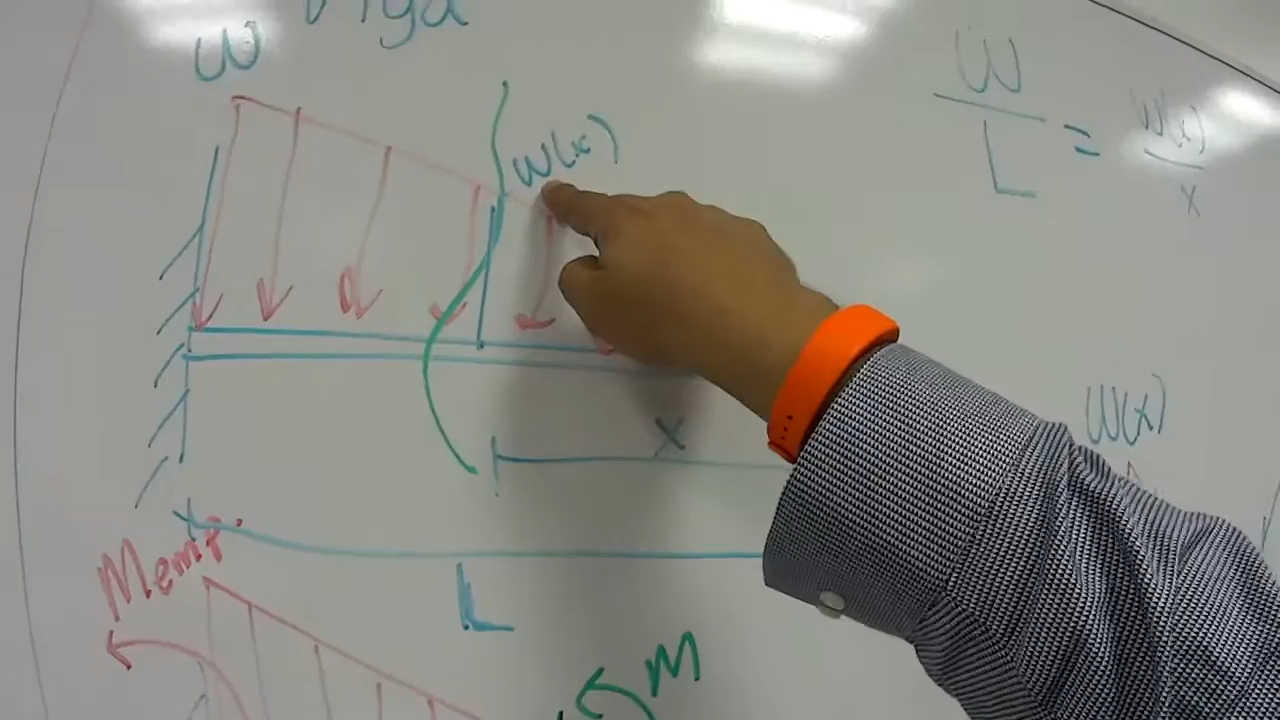 Viga
W
W(x)
W/L = W(x)/x
W(x)
X
Memp.
L
M